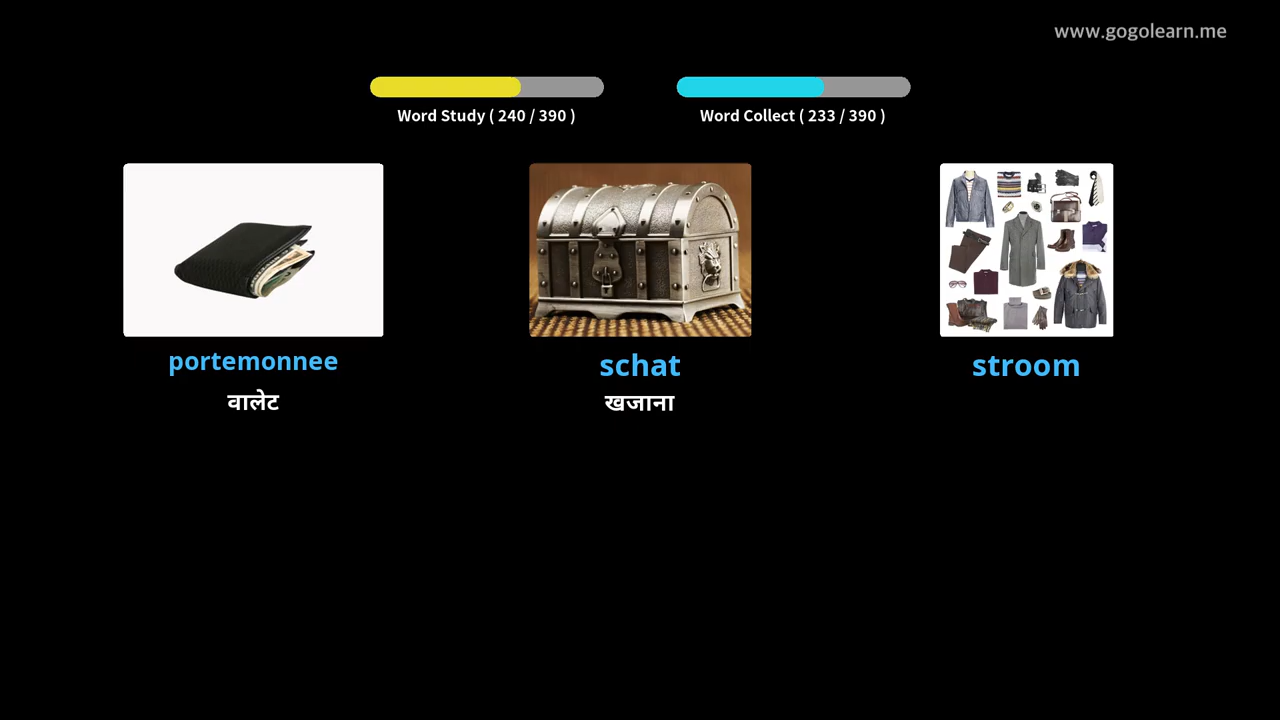 www.gogolearn.me
Word Study ( 240 / 390 )
Word Collect ( 233 / 390 )
portemonnee
schat
stroom
वालेट
खजाना